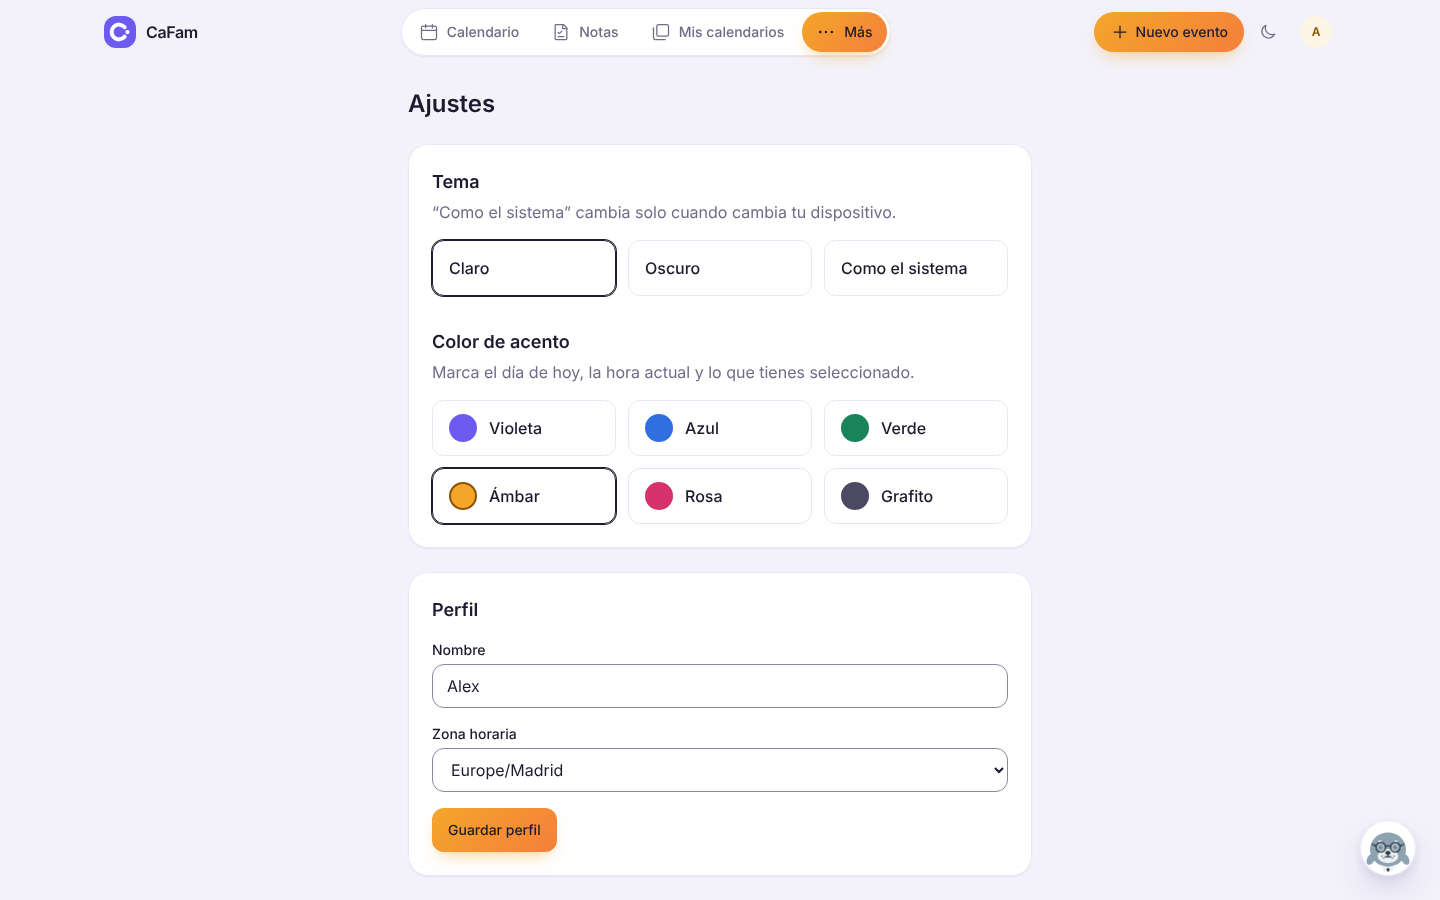 CaFam
Calendario
Notas
Mis calendarios
Más
Nuevo evento
A
Ajustes
Tema
“Como el sistema” cambia solo cuando cambia tu dispositivo.
Claro
Oscuro
Como el sistema
Color de acento
Marca el día de hoy, la hora actual y lo que tienes seleccionado.
Violeta
Azul
Verde
Ámbar
Rosa
Grafito
Perfil
Nombre
Alex
Zona horaria
Europe/Madrid
Guardar perfil